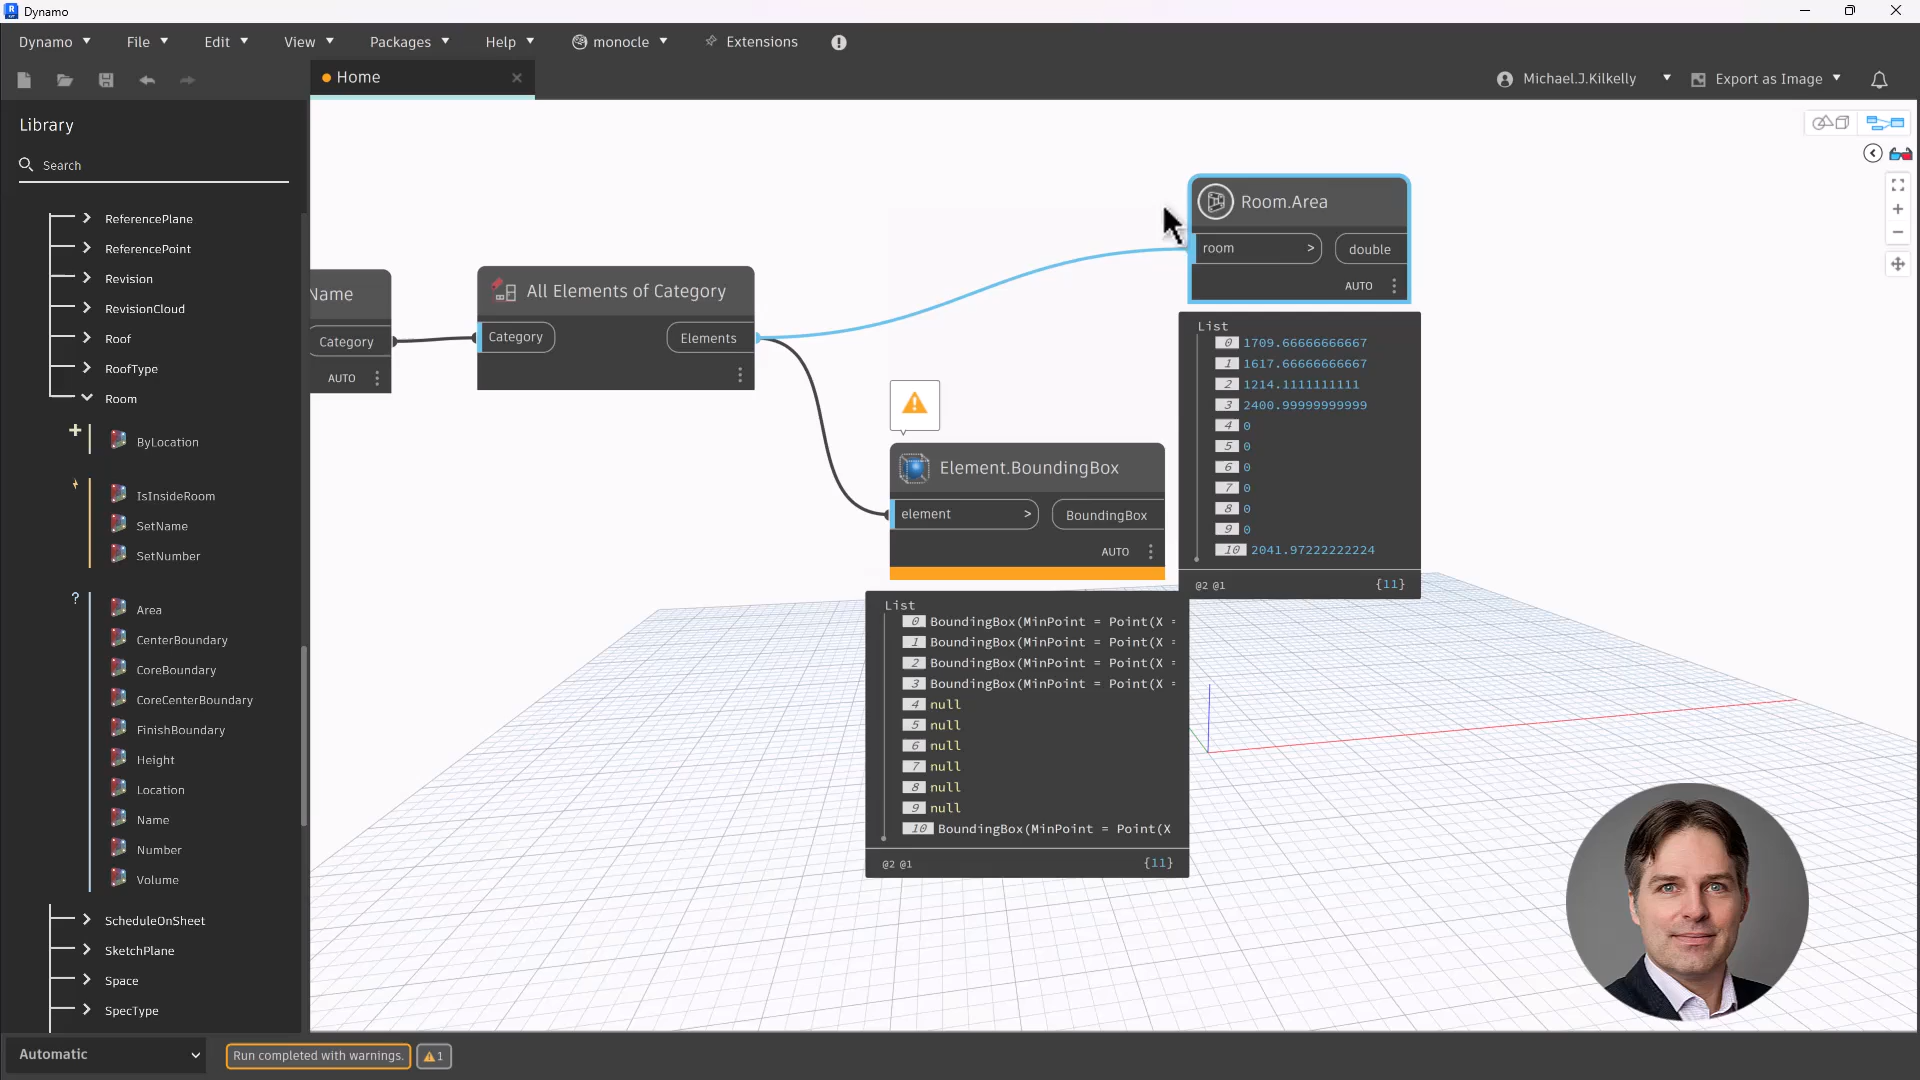 Dynamo
Dynamo File Edit View Packages Help monocle Extensions
Home
Michael.J.Kilkelly Export as Image
Library
Search
ReferencePlane
ReferencePoint
Revision
RevisionCloud
Roof
RoofType
Room
ByLocation
IsInsideRoom
SetName
SetNumber
Area
CenterBoundary
CoreBoundary
CoreCenterBoundary
FinishBoundary
Height
Location
Name
Number
Volume
ScheduleOnSheet
SketchPlane
Space
SpecType
Name
Category
AUTO
All Elements of Category
Category Elements
Element.BoundingBox
element > BoundingBox
AUTO
List
0 BoundingBox(MinPoint = Point(X =
1 BoundingBox(MinPoint = Point(X =
2 BoundingBox(MinPoint = Point(X =
3 BoundingBox(MinPoint = Point(X =
4 null
5 null
6 null
7 null
8 null
9 null
10 BoundingBox(MinPoint = Point(X
@2 @1 {11}
Room.Area
room > double
AUTO
List
0 1709.66666666667
1 1617.66666666667
2 1214.1111111111
3 2400.99999999999
4 0
5 0
6 0
7 0
8 0
9 0
10 2041.97222222224
@2 @1 {11}
Automatic
Run completed with warnings. 1